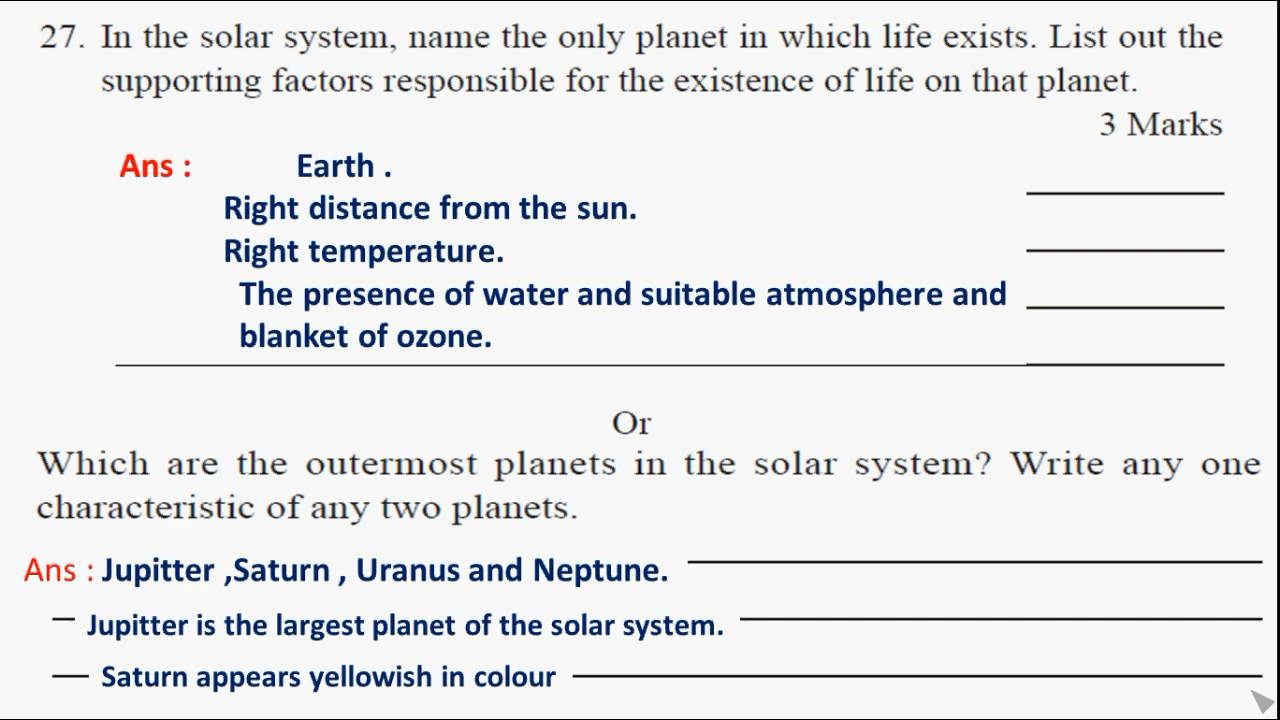 27. In the solar system, name the only planet in which life exists. List out the
supporting factors responsible for the existence of life on that planet.
3 Marks
Ans : Earth .
Right distance from the sun.
Right temperature.
The presence of water and suitable atmosphere and
blanket of ozone.
Or
Which are the outermost planets in the solar system? Write any one
characteristic of any two planets.
Ans : Jupitter ,Saturn , Uranus and Neptune.
Jupitter is the largest planet of the solar system.
Saturn appears yellowish in colour